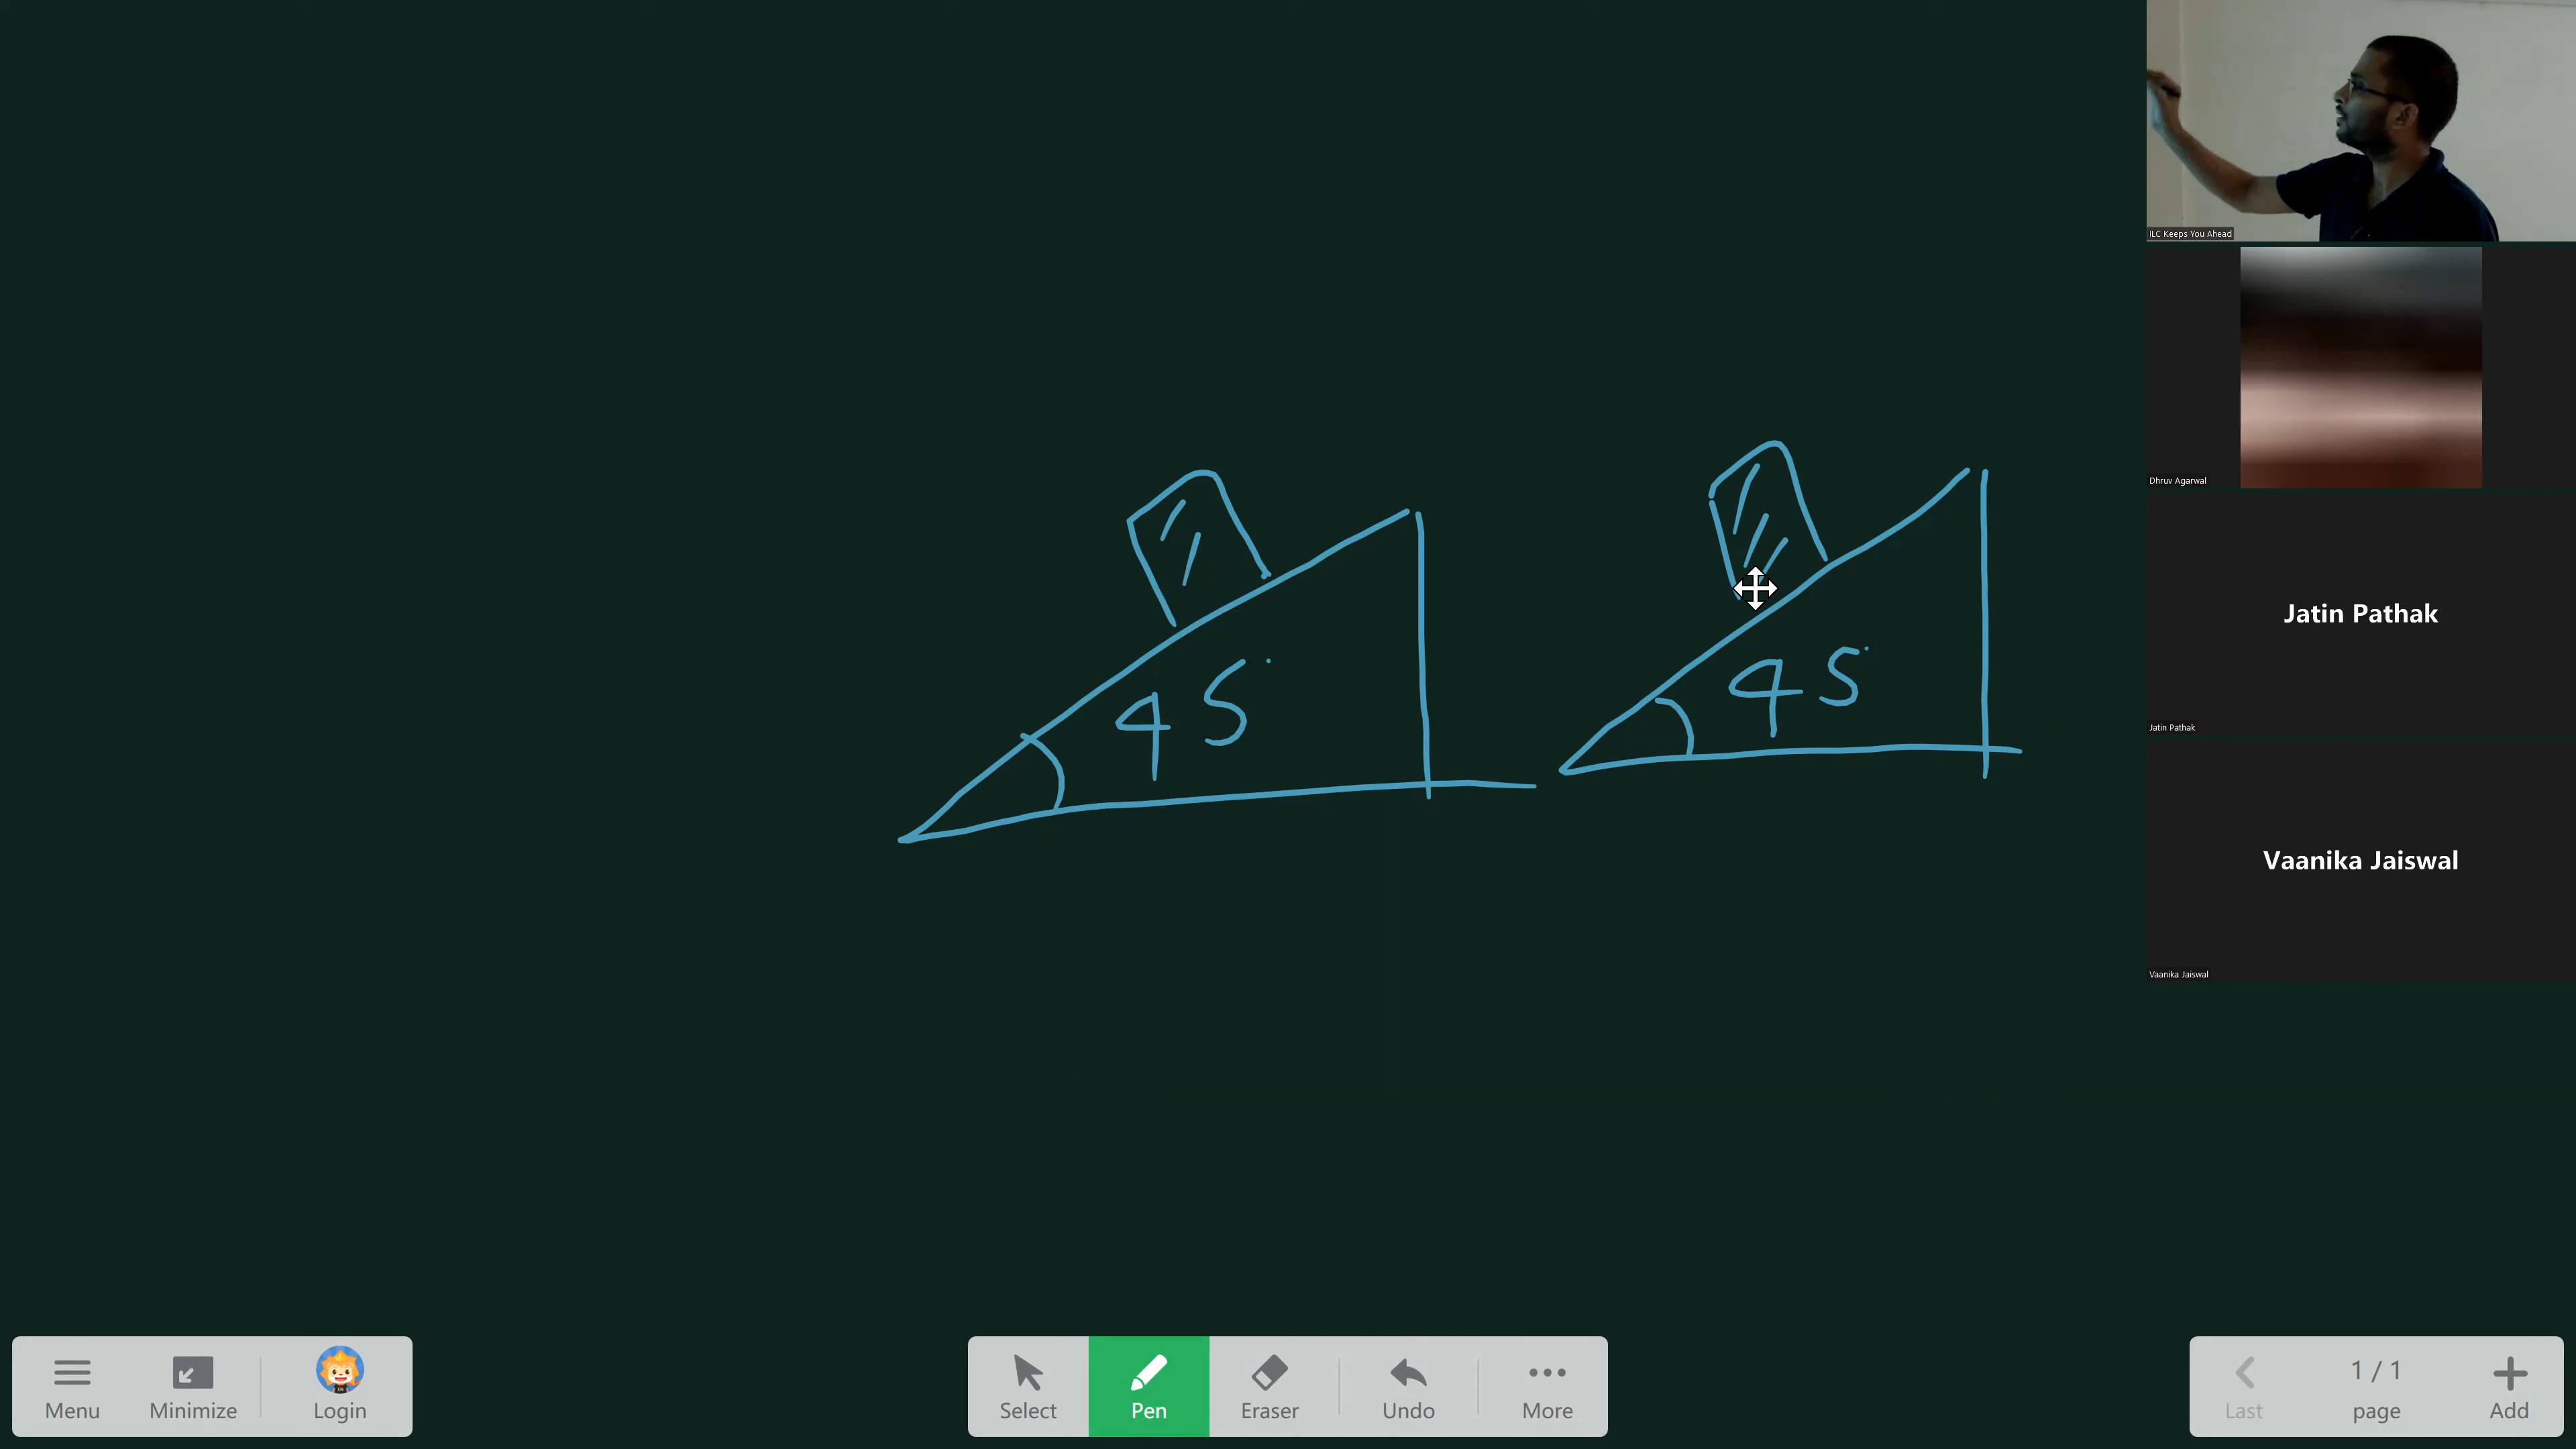 45°
45°
ILC Keeps You Ahead
Dhruv Agarwal
Jatin Pathak
Jatin Pathak
Vaanika Jaiswal
Vaanika Jaiswal
Menu
Minimize
Login
Select
Pen
Eraser
Undo
More
Last
1 / 1
page
Add